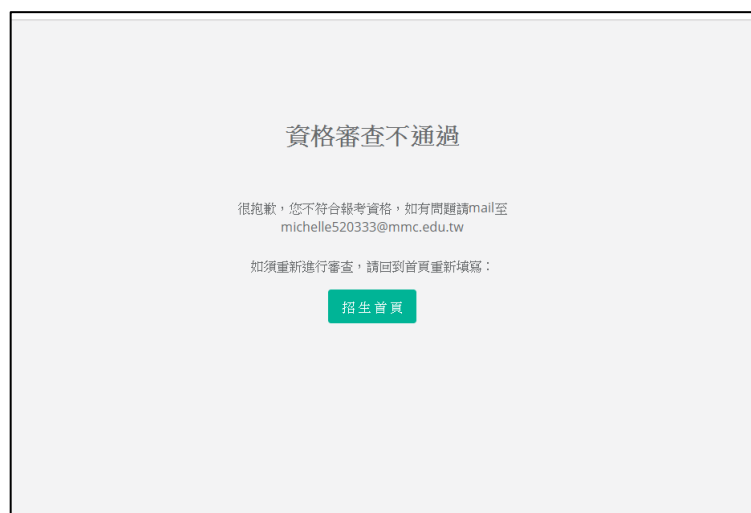 資格審查不通過
很抱歉，您不符合報考資格，如有問題請mail至
michelle520333@mmc.edu.tw
如須重新進行審查，請回到首頁重新填寫：
招生首頁